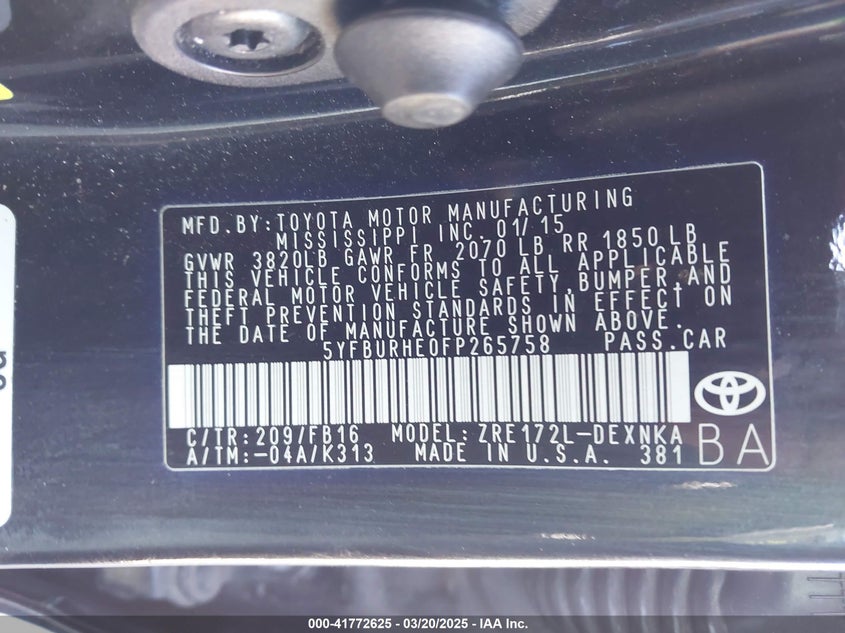 MFD.BY:TOYOTA MOTOR MANUFACTURING
MISSISSIPPI INC.01/15
GVWR 3820LB GAWR FR 2070 LB RR 1850 LB
THIS VEHICLE CONFORMS TO ALL APPLICABLE
FEDERAL MOTOR VEHICLE SAFETY,BUMPER,AND
THEFT PREVENTION STANDARDS IN EFFECT ON
THE DATE OF MANUFACTURE SHOWN ABOVE.
5YFBURHE0FP265758 PASS.CAR
C/TR:209/FB16 MODEL:ZRE172L-DEXNKA
A/TM:-04A/K313 MADE IN U.S.A. 381
BA
000-41772625 - 03/20/2025 - IAA Inc.